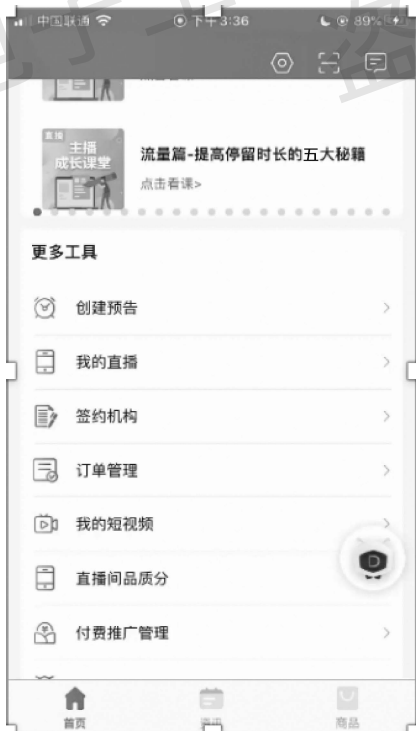 中国联通 下午3:36 89%
直播
主播
成长课堂
流量篇-提高停留时长的五大秘籍
点击看课>
更多工具
创建预告
我的直播
签约机构
订单管理
我的短视频
直播间品质分
付费推广管理
首页 商品